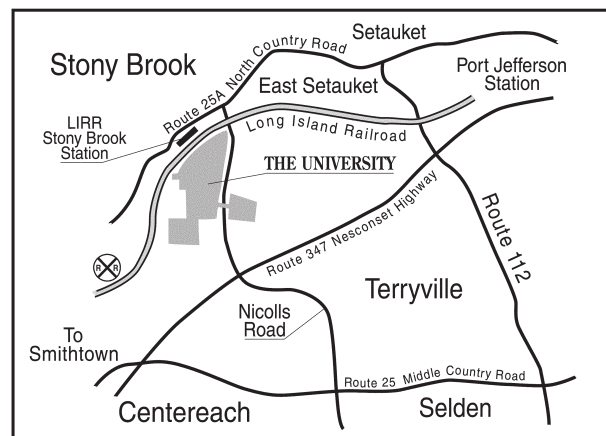 Setauket
Stony Brook
Route 25A North Country Road
East Setauket
Port Jefferson
Station
LIRR
Stony Brook
Station
Long Island Railroad
THE UNIVERSITY
R R
Route 347 Nesconset Highway
Route 112
Terryville
Nicolls
Road
To
Smithtown
Route 25 Middle Country Road
Centereach
Selden